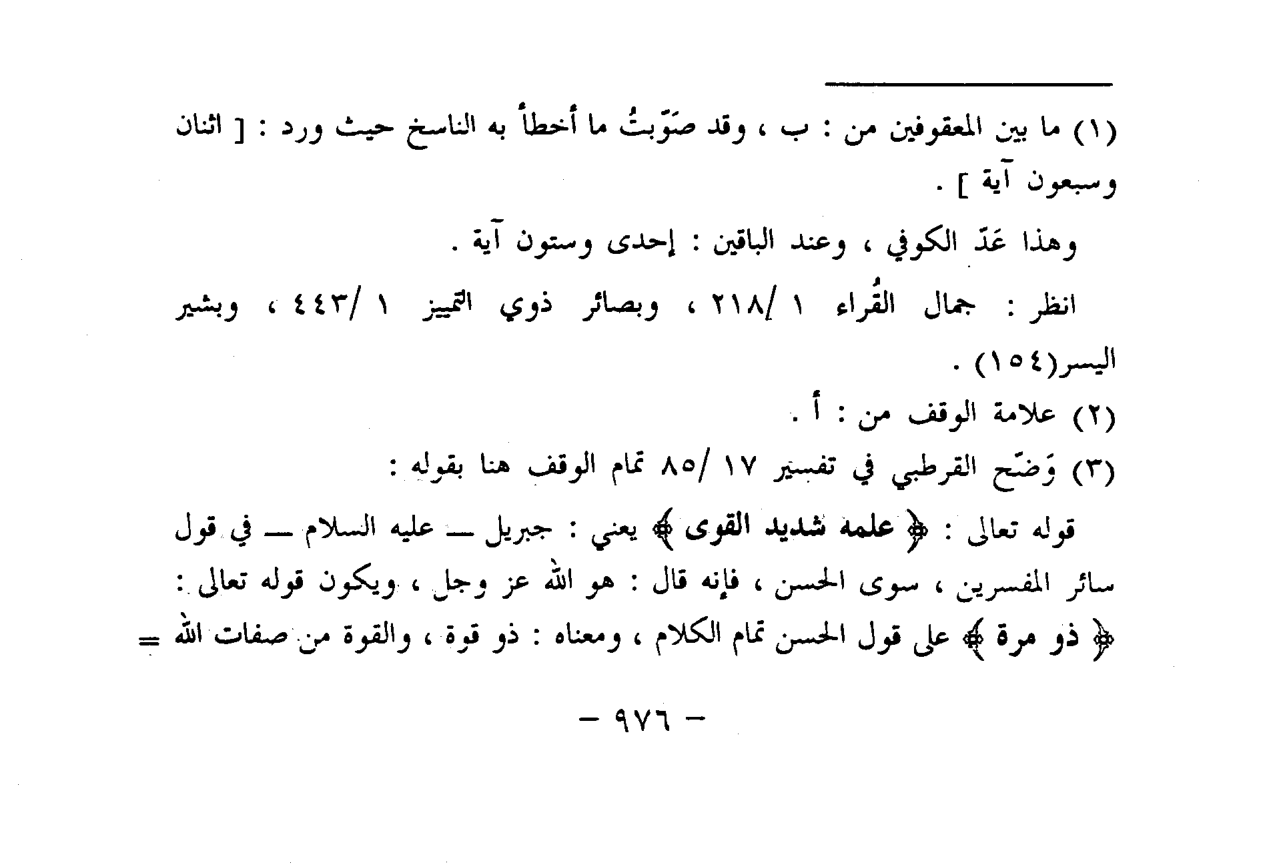 (١) ما بين المعقوفين من : ب ، وقد صَوّبتُ ما أخطأ به الناسخ حيث ورد : [ اثنان
وسبعون آية ] .
وهذا عَدّ الكوفي ، وعند الباقين : إحدى وستون آية .
انظر : جمال القُراء ١ /٢١٨ ، وبصائر ذوي التمييز ١ /٤٤٣ ، وبشير
اليسر(١٥٤) .
(٢) علامة الوقف من : أ .
(٣) وَضّح القرطبي في تفسير ١٧ /٨٥ تمام الوقف هنا بقوله :
قوله تعالى : ﴿ علمه شديد القوى ﴾ يعني : جبريل ــ عليه السلام ــ في قول
سائر المفسرين ، سوى الحسن ، فإنه قال : هو الله عز وجل ، ويكون قوله تعالى :
﴿ ذو مرة ﴾ على قول الحسن تمام الكلام ، ومعناه : ذو قوة ، والقوة من صفات الله =
– ٩٧٦ –